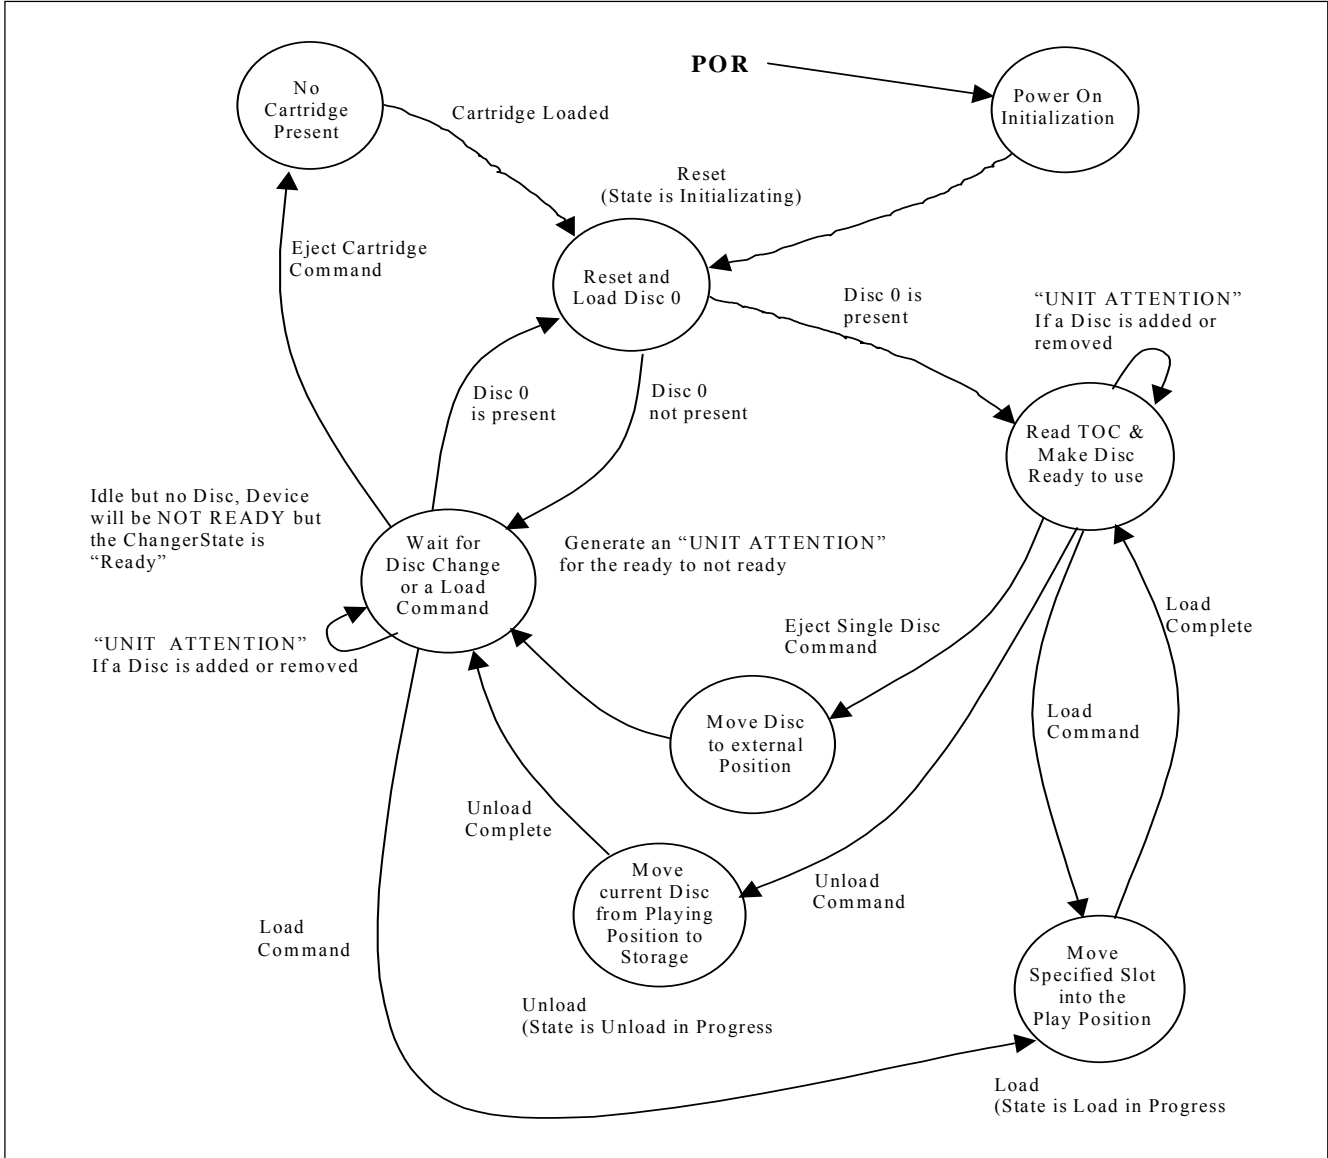 POR
No
Cartridge
Present
Cartridge Loaded
Power On
Initialization
Reset
(State is Initializating)
Eject Cartridge
Command
Reset and
Load Disc 0
Disc 0 is
present
“UNIT ATTENTION”
If a Disc is added or
removed
Disc 0
is present
Disc 0
not present
Read TOC &
Make Disc
Ready to use
Idle but no Disc, Device
will be NOT READY but
the ChangerState is
“Ready”
Wait for
Disc Change
or a Load
Command
Generate an “UNIT ATTENTION”
for the ready to not ready
“UNIT ATTENTION”
If a Disc is added or removed
Eject Single Disc
Command
Load
Complete
Move Disc
to external
Position
Load
Command
Unload
Complete
Move
current Disc
from Playing
Position to
Storage
Unload
Command
Load
Command
Move
Specified Slot
into the
Play Position
Unload
(State is Unload in Progress
Load
(State is Load in Progress